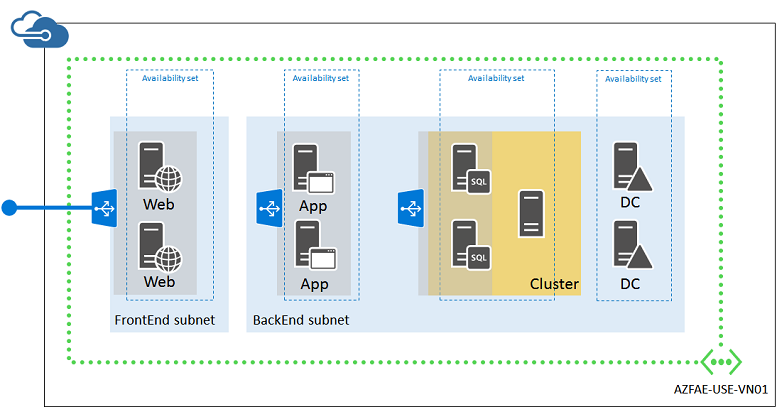 Availability set
Availability set
Availability set
Availability set
Web
Web
FrontEnd subnet
App
App
BackEnd subnet
SQL
SQL
Cluster
DC
DC
AZFAE-USE-VN01